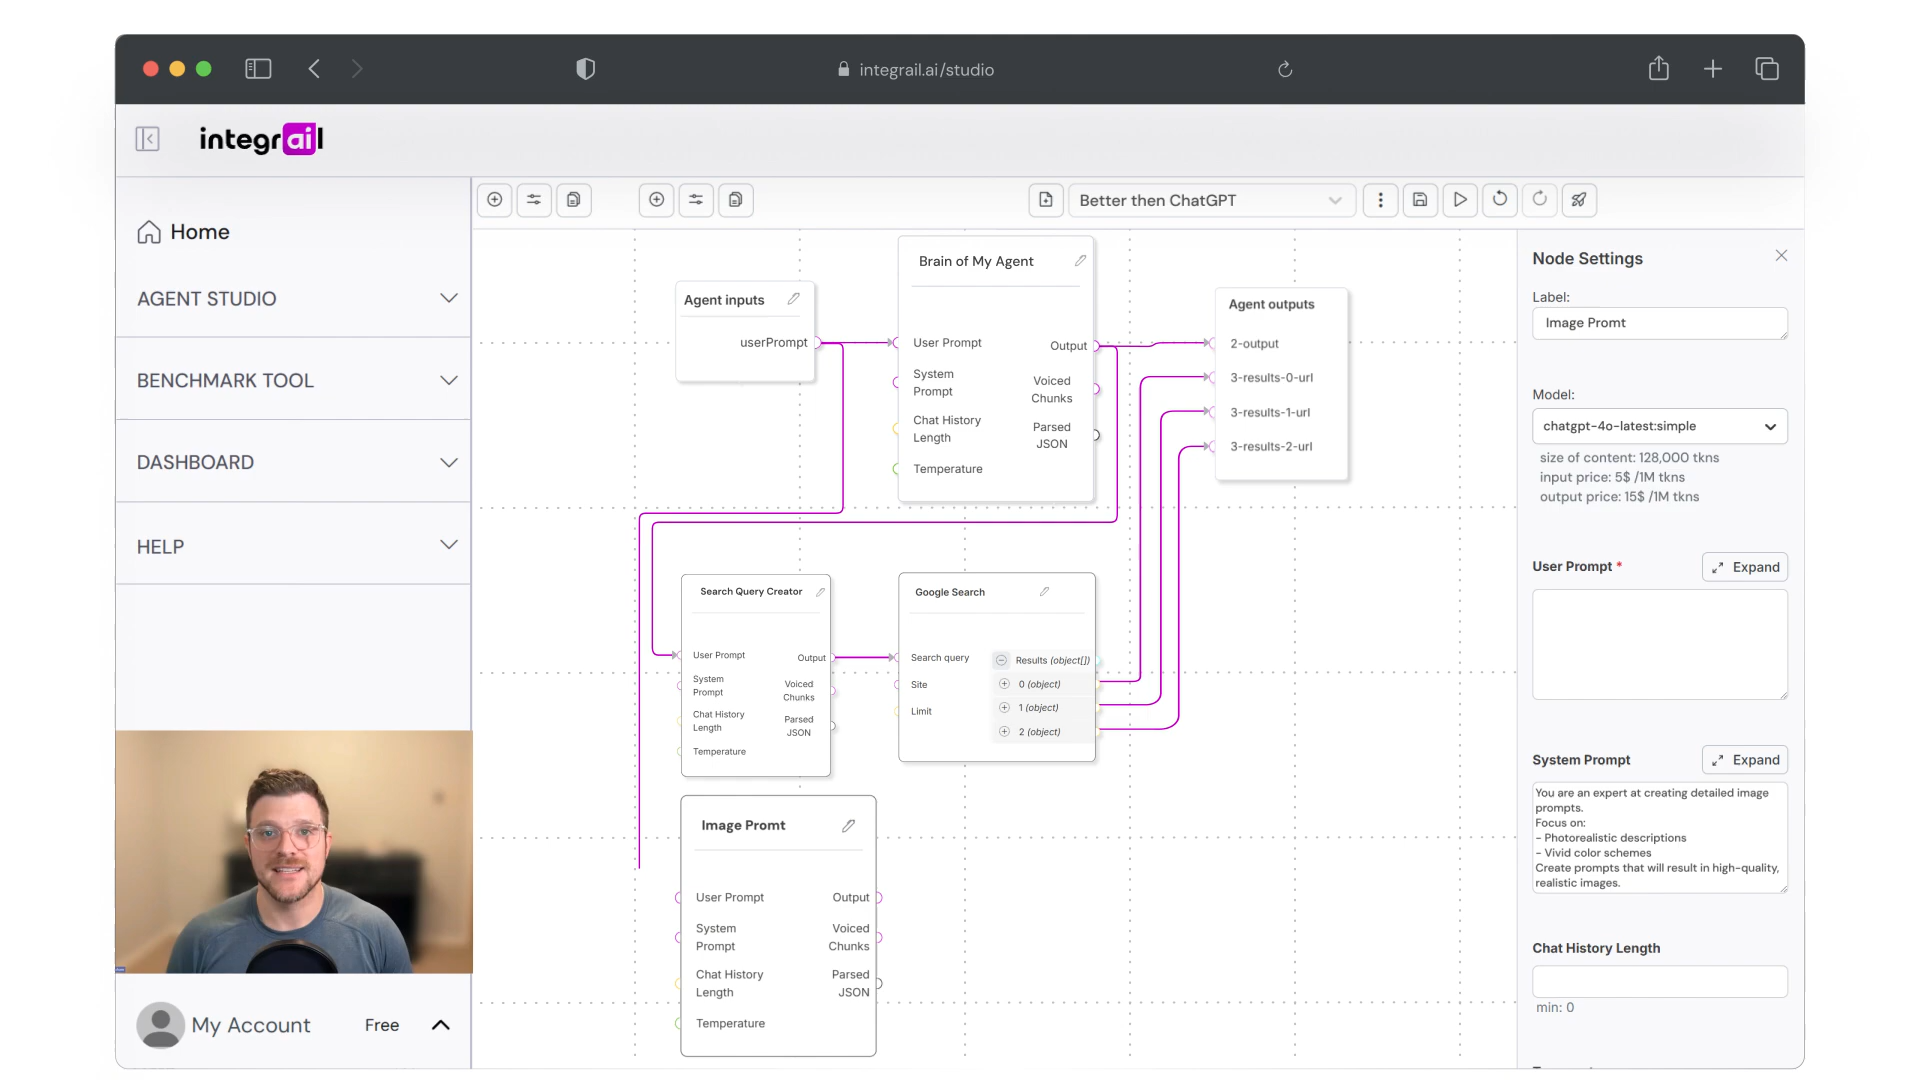 integrail.ai/studio
integrail
Home
AGENT STUDIO
BENCHMARK TOOL
DASHBOARD
HELP
My Account
Free
Better then ChatGPT
Agent inputs
userPrompt
Brain of My Agent
User Prompt
Output
System
Prompt
Voiced
Chunks
Chat History
Length
Parsed
JSON
Temperature
Agent outputs
2-output
3-results-0-url
3-results-1-url
3-results-2-url
Search Query Creator
User Prompt
Output
System
Prompt
Voiced
Chunks
Chat History
Length
Parsed
JSON
Temperature
Google Search
Search query
Results (object[])
Site
0 (object)
Limit
1 (object)
2 (object)
Image Promt
User Prompt
Output
System
Prompt
Voiced
Chunks
Chat History
Length
Parsed
JSON
Temperature
Node Settings
Label:
Image Promt
Model:
chatgpt-4o-latest:simple
size of content: 128,000 tkns
input price: 5$ /1M tkns
output price: 15$ /1M tkns
User Prompt *
Expand
System Prompt
Expand
You are an expert at creating detailed image
prompts.
Focus on:
- Photorealistic descriptions
- Vivid color schemes
Create prompts that will result in high-quality,
realistic images.
Chat History Length
min: 0